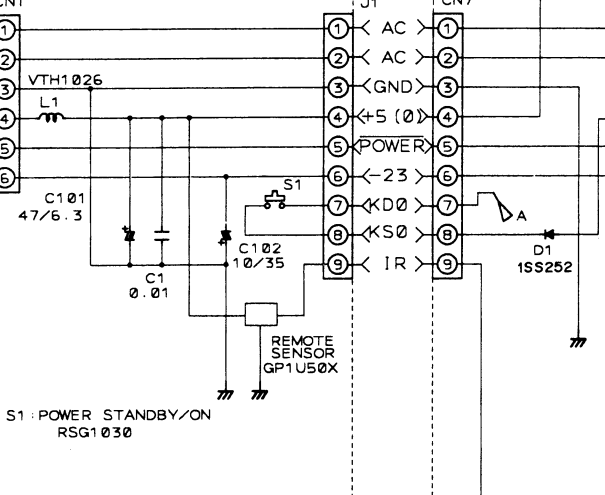 CN1 J1 CN7
1 1 AC 1
2 2 AC 2
3 VTH1026 3 GND 3
L1
4 4 +5(0) 4
5 5 POWER 5
6 6 -23 6
S1
C101 7 KD0 7 A
47/6.3
8 KS0 8
C102 D1
10/35 9 IR 9 1SS252
C1
0.01
REMOTE
SENSOR
GP1U50X
S1:POWER STANDBY/ON
RSG1030